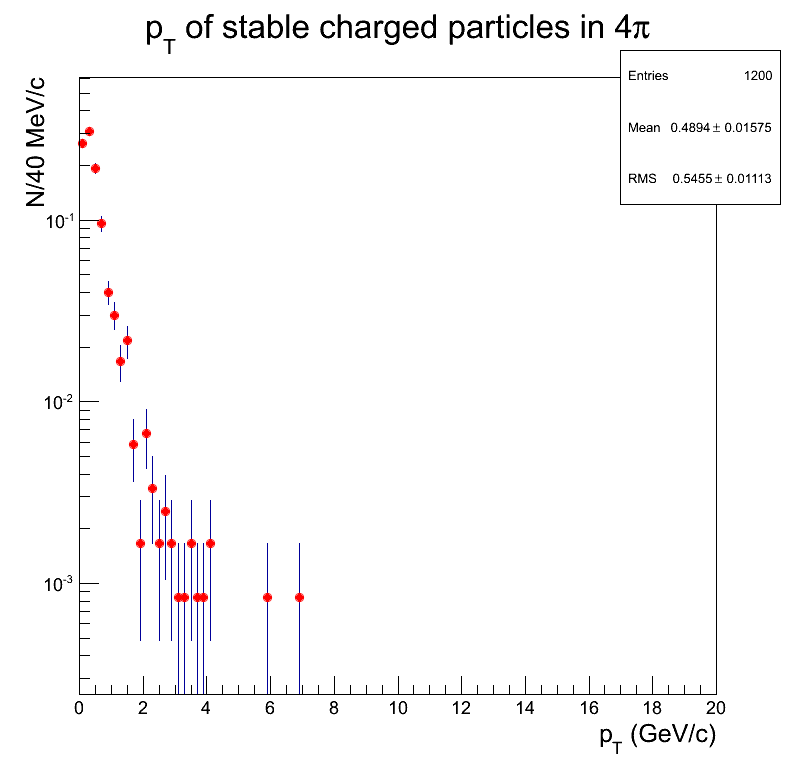 p_T of stable charged particles in 4π
Entries 1200
Mean 0.4894 ± 0.01575
RMS 0.5455 ± 0.01113
N/40 MeV/c
10^-1
10^-2
10^-3
0 2 4 6 8 10 12 14 16 18 20
p_T (GeV/c)